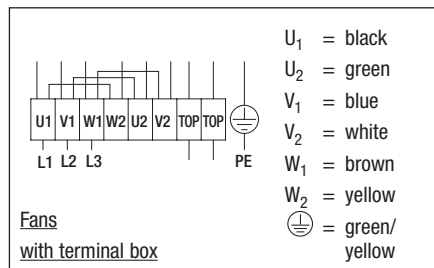 U1 V1 W1 W2 U2 V2 TOP TOP
L1 L2 L3 PE
Fans
with terminal box
U1 = black
U2 = green
V1 = blue
V2 = white
W1 = brown
W2 = yellow
= green/
yellow